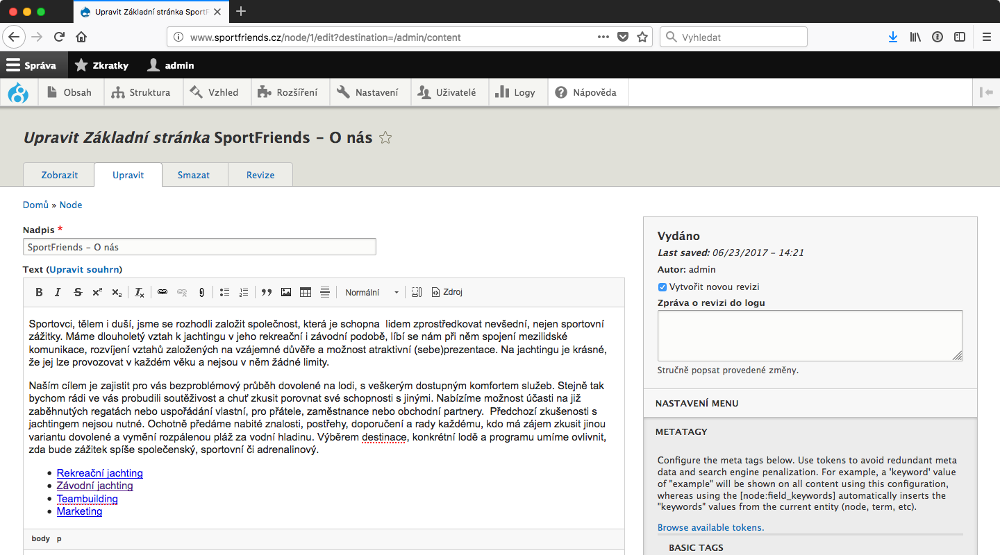 Upravit Základní stránka SportF
www.sportfriends.cz/node/1/edit?destination=/admin/content
Vyhledat
Správa Zkratky admin
Obsah Struktura Vzhled Rozšíření Nastavení Uživatelé Logy Nápověda
Upravit Základní stránka SportFriends - O nás
Zobrazit Upravit Smazat Revize
Domů » Node
Nadpis *
SportFriends - O nás
Text (Upravit souhrn)
B I S x² x₂ Tx Normální Zdroj
Sportovci, tělem i duší, jsme se rozhodli založit společnost, která je schopna  lidem zprostředkovat nevšední, nejen sportovní
zážitky. Máme dlouholetý vztah k jachtingu v jeho rekreační i závodní podobě, líbí se nám při něm spojení mezilidské
komunikace, rozvíjení vztahů založených na vzájemné důvěře a možnost atraktivní (sebe)prezentace. Na jachtingu je krásné,
že jej lze provozovat v každém věku a nejsou v něm žádné limity.
Naším cílem je zajistit pro vás bezproblémový průběh dovolené na lodi, s veškerým dostupným komfortem služeb. Stejně tak
bychom rádi ve vás probudili soutěživost a chuť zkusit porovnat své schopnosti s jinými. Nabízíme možnost účasti na již
zaběhnutých regatách nebo uspořádání vlastní, pro přátele, zaměstnance nebo obchodní partnery.  Předchozí zkušenosti s
jachtingem nejsou nutné. Ochotně předáme nabité znalosti, postřehy, doporučení a rady každému, kdo má zájem zkusit jinou
variantu dovolené a vymění rozpálenou pláž za vodní hladinu. Výběrem destinace, konkrétní lodě a programu umíme ovlivnit,
zda bude zážitek spíše společenský, sportovní či adrenalinový.
• Rekreační jachting
• Závodní jachting
• Teambuilding
• Marketing
body p
Vydáno
Last saved: 06/23/2017 - 14:21
Autor: admin
Vytvořit novou revizi
Zpráva o revizi do logu
Stručně popsat provedené změny.
NASTAVENÍ MENU
METATAGY
Configure the meta tags below. Use tokens to avoid redundant meta
data and search engine penalization. For example, a 'keyword' value
of "example" will be shown on all content using this configuration,
whereas using the [node:field_keywords] automatically inserts the
"keywords" values from the current entity (node, term, etc).
Browse available tokens.
BASIC TAGS